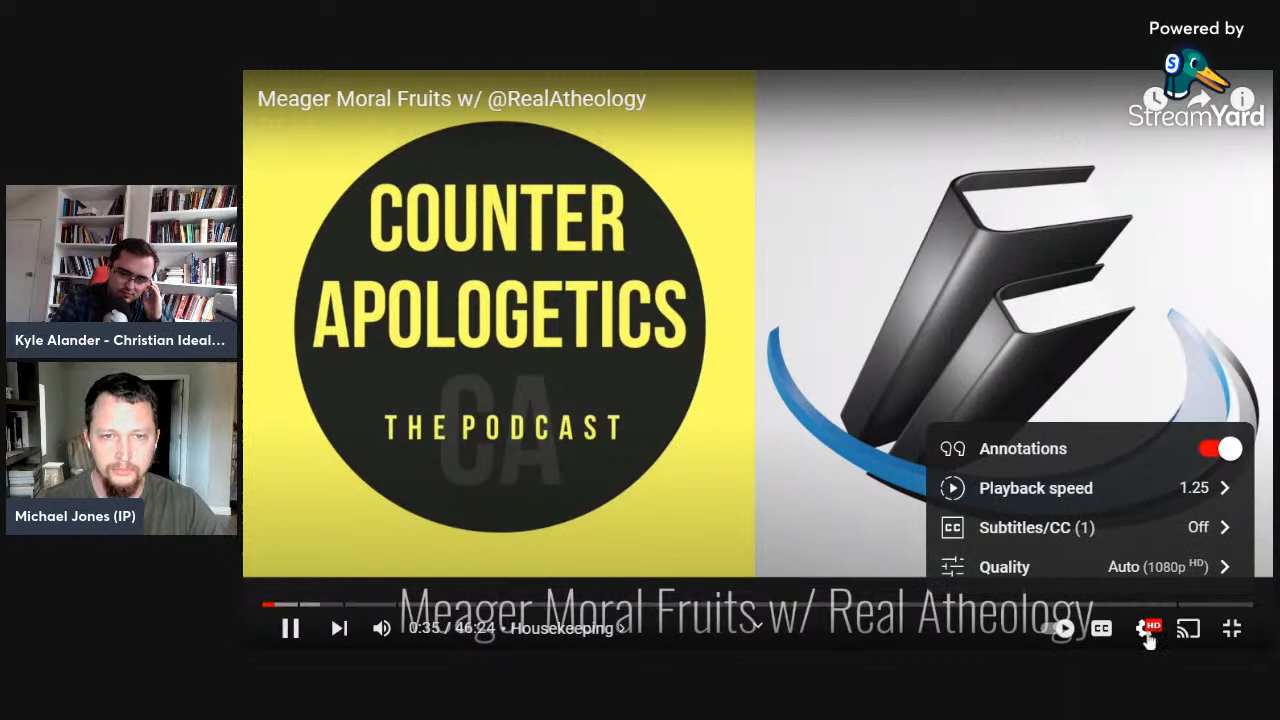 Powered by
StreamYard
Meager Moral Fruits w/ @RealAtheology
COUNTER
APOLOGETICS
CA
THE PODCAST
Kyle Alander - Christian Ideal...
Michael Jones (IP)
Annotations
Playback speed 1.25
Subtitles/CC (1) Off
Quality Auto (1080p HD)
Meager Moral Fruits w/ Real Atheology
0:35 / 46:24 • Housekeeping
CC
HD